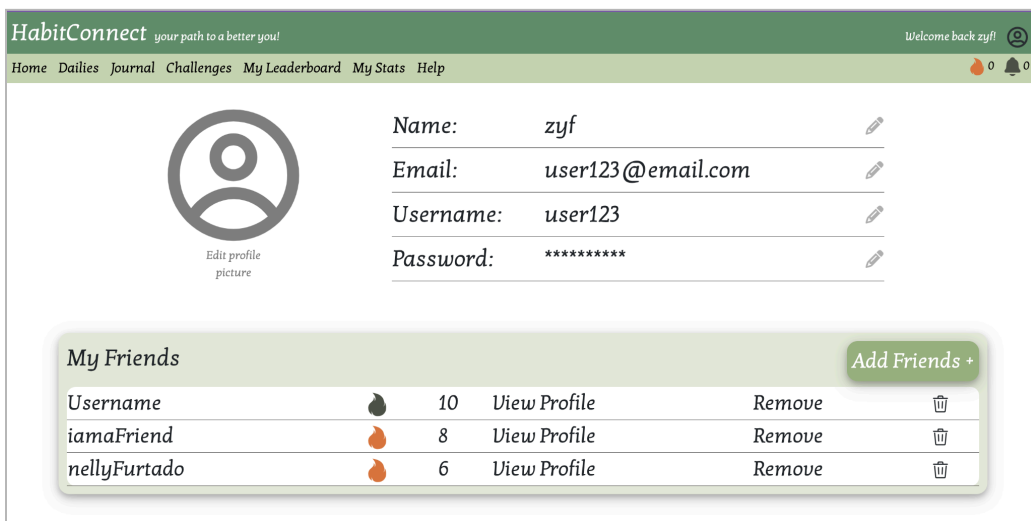 HabitConnect your path to a better you! Welcome back zyf!
Home Dailies Journal Challenges My Leaderboard My Stats Help 0 0
Name: zyf
Email: user123@email.com
Username: user123
Password: **********
Edit profile
picture
My Friends Add Friends +
Username 10 View Profile Remove
iamaFriend 8 View Profile Remove
nellyFurtado 6 View Profile Remove